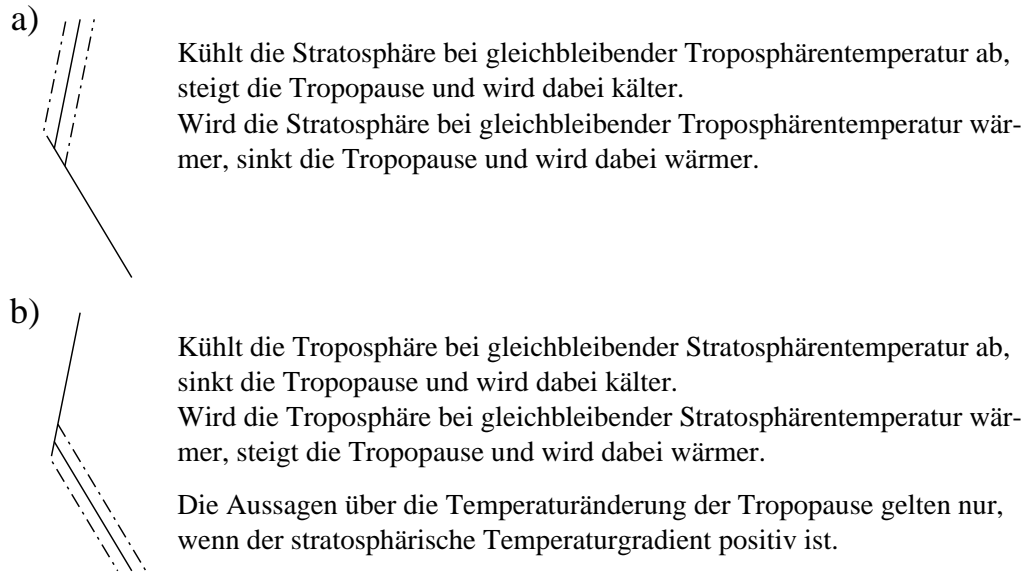 a)
Kühlt die Stratosphäre bei gleichbleibender Troposphärentemperatur ab,
steigt die Tropopause und wird dabei kälter.
Wird die Stratosphäre bei gleichbleibender Troposphärentemperatur wär-
mer, sinkt die Tropopause und wird dabei wärmer.
b)
Kühlt die Troposphäre bei gleichbleibender Stratosphärentemperatur ab,
sinkt die Tropopause und wird dabei kälter.
Wird die Troposphäre bei gleichbleibender Stratosphärentemperatur wär-
mer, steigt die Tropopause und wird dabei wärmer.
Die Aussagen über die Temperaturänderung der Tropopause gelten nur,
wenn der stratosphärische Temperaturgradient positiv ist.